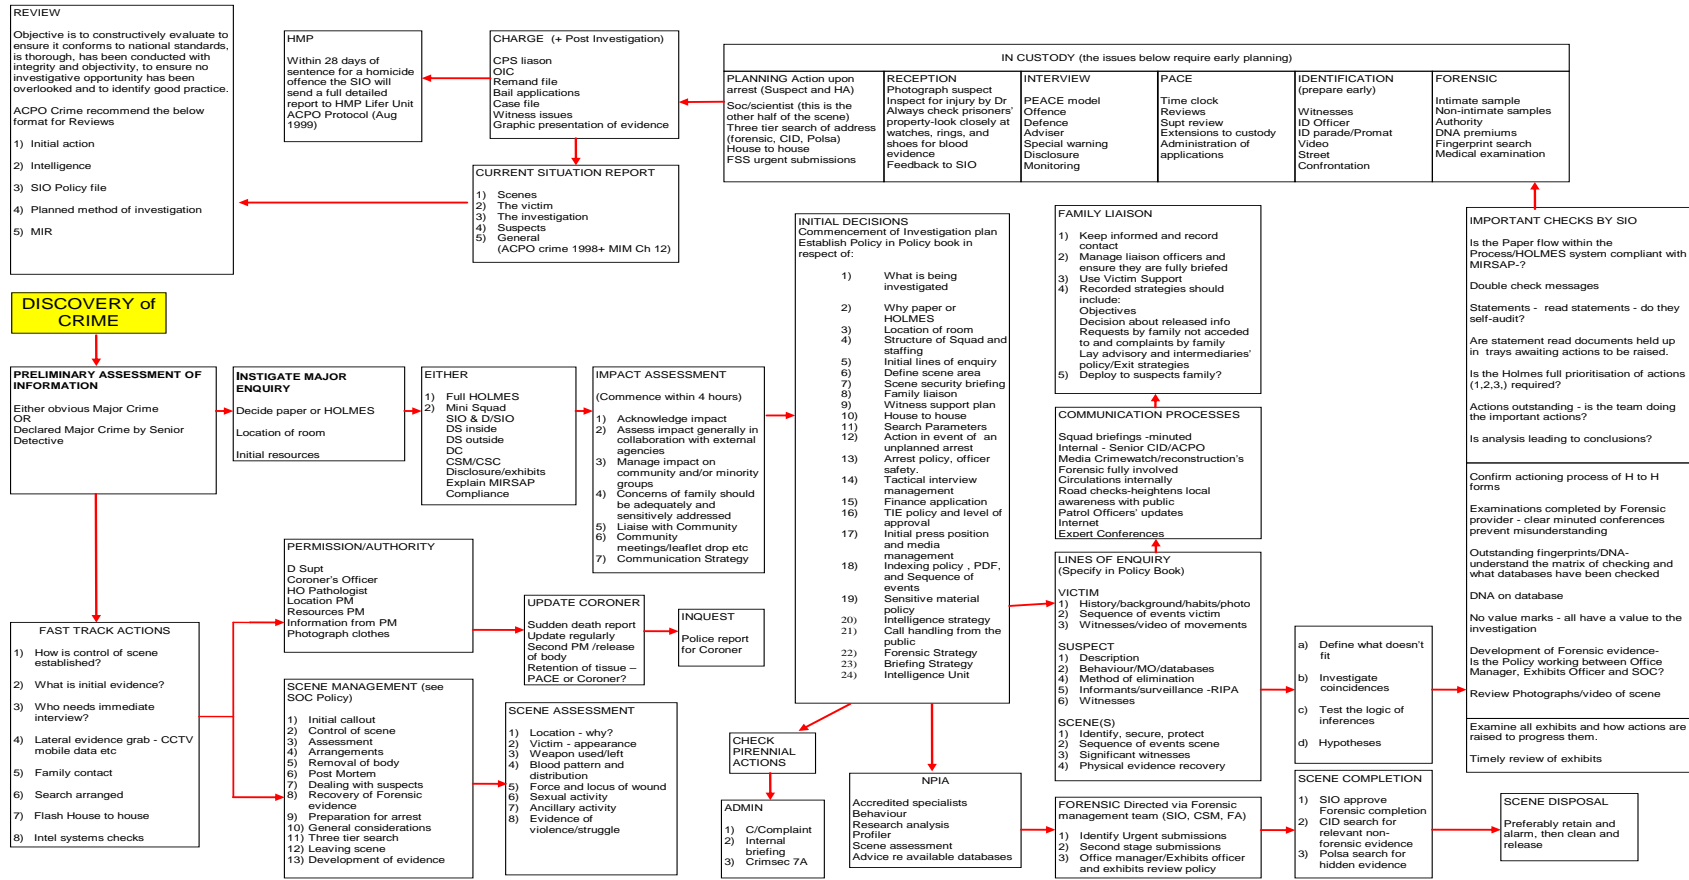 REVIEW
Objective is to constructively evaluate to
ensure it conforms to national standards,
is thorough, has been conducted with
integrity and objectivity, to ensure no
investigative opportunity has been
overlooked and to identify good practice.
ACPO Crime recommend the below
format for Reviews
1) Initial action
2) Intelligence
3) SIO Policy file
4) Planned method of investigation
5) MIR
HMP
Within 28 days of
sentence for a homicide
offence the SIO will
send a full detailed
report to HMP Lifer Unit
ACPO Protocol (Aug
1999)
CHARGE (+ Post Investigation)
CPS liason
OIC
Remand file
Bail applications
Case file
Witness issues
Graphic presentation of evidence
CURRENT SITUATION REPORT
1) Scenes
2) The victim
3) The investigation
4) Suspects
5) General
(ACPO crime 1998+ MIM Ch 12)
IN CUSTODY (the issues below require early planning)
PLANNING Action upon
arrest (Suspect and HA)
Soc/scientist (this is the
other half of the scene)
Three tier search of address
(forensic, CID, Polsa)
House to house
FSS urgent submissions
RECEPTION
Photograph suspect
Inspect for injury by Dr
Always check prisoners'
property-look closely at
watches, rings, and
shoes for blood
evidence
Feedback to SIO
INTERVIEW
PEACE model
Offence
Defence
Adviser
Special warning
Disclosure
Monitoring
PACE
Time clock
Reviews
Supt review
Extensions to custody
Administration of
applications
IDENTIFICATION
(prepare early)
Witnesses
ID Officer
ID parade/Promat
Video
Street
Confrontation
FORENSIC
Intimate sample
Non-intimate samples
Authority
DNA premiums
Fingerprint search
Medical examination
DISCOVERY of
CRIME
PRELIMINARY ASSESSMENT OF
INFORMATION
Either obvious Major Crime
OR
Declared Major Crime by Senior
Detective
INSTIGATE MAJOR
ENQUIRY
Decide paper or HOLMES
Location of room
Initial resources
EITHER
1) Full HOLMES
2) Mini Squad
SIO & D/SIO
DS inside
DS outside
DC
CSM/CSC
Disclosure/exhibits
Explain MIRSAP
Compliance
IMPACT ASSESSMENT
(Commence within 4 hours)
1) Acknowledge impact
2) Assess impact generally in
collaboration with external
agencies
3) Manage impact on
community and/or minority
groups
4) Concerns of family should
be adequately and
sensitively addressed
5) Liaise with Community
6) Community
meetings/leaflet drop etc
7) Communication Strategy
INITIAL DECISIONS
Commencement of Investigation plan
Establish Policy in Policy book in
respect of:
1) What is being
investigated
2) Why paper or
HOLMES
3) Location of room
4) Structure of Squad and
staffing
5) Initial lines of enquiry
6) Define scene area
7) Scene security briefing
8) Family liaison
9) Witness support plan
10) House to house
11) Search Parameters
12) Action in event of an
unplanned arrest
13) Arrest policy, officer
safety.
14) Tactical interview
management
15) Finance application
16) TIE policy and level of
approval
17) Initial press position
and media
management
18) Indexing policy , PDF,
and Sequence of
events
19) Sensitive material
policy
20) Intelligence strategy
21) Call handling from the
public
22) Forensic Strategy
23) Briefing Strategy
24) Intelligence Unit
FAMILY LIAISON
1) Keep informed and record
contact
2) Manage liaison officers and
ensure they are fully briefed
3) Use Victim Support
4) Recorded strategies should
include:
Objectives
Decision about released info
Requests by family not acceded
to and complaints by family
Lay advisory and intermediaries'
policy/Exit strategies
5) Deploy to suspects family?
COMMUNICATION PROCESSES
Squad briefings -minuted
Internal - Senior CID/ACPO
Media Crimewatch/reconstruction's
Forensic fully involved
Circulations internally
Road checks-heightens local
awareness with public
Patrol Officers' updates
Internet
Expert Conferences
LINES OF ENQUIRY
(Specify in Policy Book)
VICTIM
1) History/background/habits/photo
2) Sequence of events victim
3) Witnesses/video of movements
SUSPECT
1) Description
2) Behaviour/MO/databases
4) Method of elimination
5) Informants/surveillance -RIPA
6) Witnesses
SCENE(S)
1) Identify, secure, protect
2) Sequence of events scene
3) Significant witnesses
4) Physical evidence recovery
IMPORTANT CHECKS BY SIO
Is the Paper flow within the
Process/HOLMES system compliant with
MIRSAP-?
Double check messages
Statements - read statements - do they
self-audit?
Are statement read documents held up
in trays awaiting actions to be raised.
Is the Holmes full prioritisation of actions
(1,2,3,) required?
Actions outstanding - is the team doing
the important actions?
Is analysis leading to conclusions?
Confirm actioning process of H to H
forms
Examinations completed by Forensic
provider - clear minuted conferences
prevent misunderstanding
Outstanding fingerprints/DNA-
understand the matrix of checking and
what databases have been checked
DNA on database
No value marks - all have a value to the
investigation
Development of Forensic evidence-
Is the Policy working between Office
Manager, Exhibits Officer and SOC?
Review Photographs/video of scene
Examine all exhibits and how actions are
raised to progress them.
Timely review of exhibits
a) Define what doesn't
fit
b) Investigate
coincidences
c) Test the logic of
inferences
d) Hypotheses
FAST TRACK ACTIONS
1) How is control of scene
established?
2) What is initial evidence?
3) Who needs immediate
interview?
4) Lateral evidence grab - CCTV
mobile data etc
5) Family contact
6) Search arranged
7) Flash House to house
8) Intel systems checks
PERMISSION/AUTHORITY
D Supt
Coroner's Officer
HO Pathologist
Location PM
Resources PM
Information from PM
Photograph clothes
UPDATE CORONER
Sudden death report
Update regularly
Second PM /release
of body
Retention of tissue –
PACE or Coroner?
INQUEST
Police report
for Coroner
SCENE MANAGEMENT (see
SOC Policy)
1) Initial callout
2) Control of scene
3) Assessment
4) Arrangements
5) Removal of body
6) Post Mortem
7) Dealing with suspects
8) Recovery of Forensic
evidence
9) Preparation for arrest
10) General considerations
11) Three tier search
12) Leaving scene
13) Development of evidence
SCENE ASSESSMENT
1) Location - why?
2) Victim - appearance
3) Weapon used/left
4) Blood pattern and
distribution
5) Force and locus of wound
6) Sexual activity
7) Ancillary activity
8) Evidence of
violence/struggle
CHECK
PIRENNIAL
ACTIONS
ADMIN
1) C/Complaint
2) Internal
briefing
3) Crimsec 7A
NPIA
Accredited specialists
Behaviour
Research analysis
Profiler
Scene assessment
Advice re available databases
FORENSIC Directed via Forensic
management team (SIO, CSM, FA)
1) Identify Urgent submissions
2) Second stage submissions
3) Office manager/Exhibits officer
and exhibits review policy
SCENE COMPLETION
1) SIO approve
Forensic completion
2) CID search for
relevant non-
forensic evidence
3) Polsa search for
hidden evidence
SCENE DISPOSAL
Preferably retain and
alarm, then clean and
release